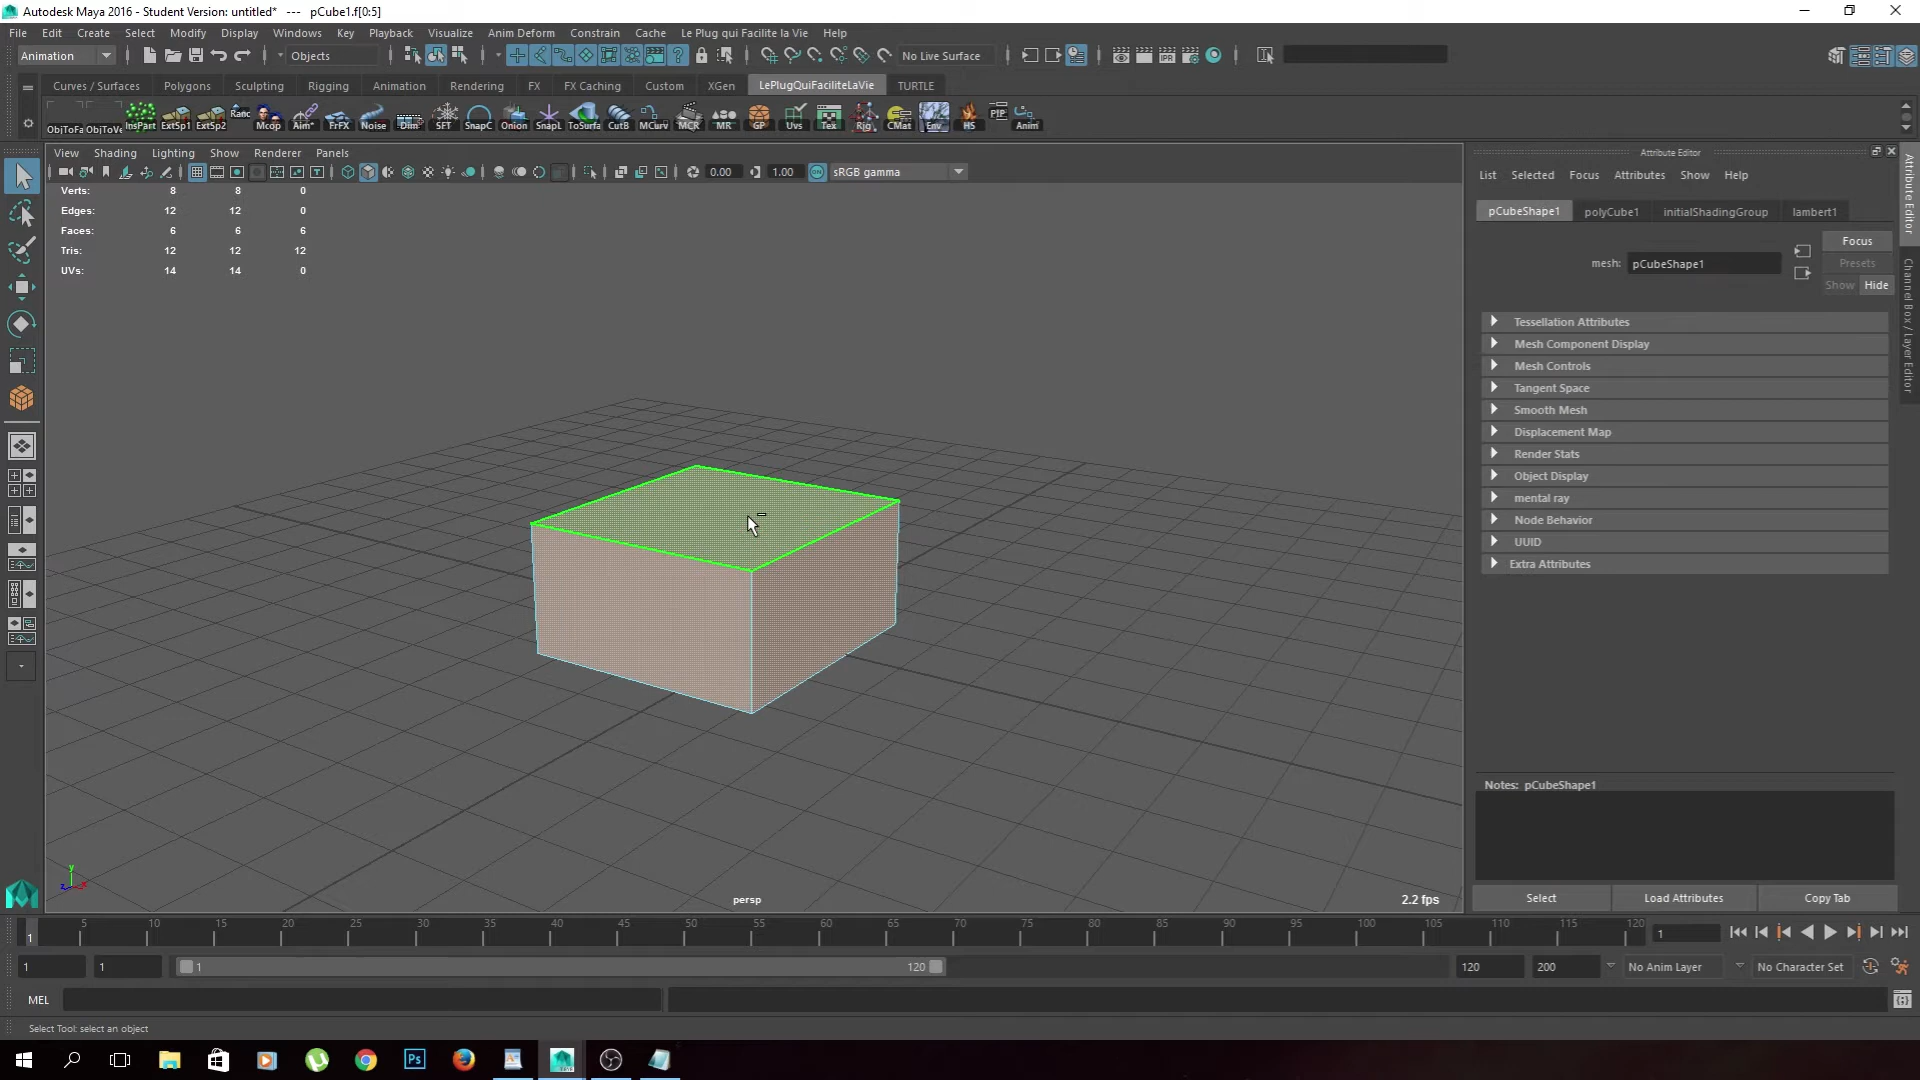 Autodesk Maya 2016 - Student Version: untitled*   ---   pCube1.f[0:5]
File Edit Create Select Modify Display Windows Key Playback Visualize Anim Deform Constrain Cache Le Plug qui Facilite la Vie Help
Animation Objects No Live Surface
Curves / Surfaces Polygons Sculpting Rigging Animation Rendering FX FX Caching Custom XGen LePlugQuiFaciliteLaVie TURTLE
ObjToFa ObjToVe InsPart ExtSp1 ExtSp2 Ranc Mcop Aim* FrFX Noise Dim SFT SnapC Onion SnapL ToSurfa CutB MCurv MCR MR GP Uvs Tex Rig CMat Env HS PIP Anim
View Shading Lighting Show Renderer Panels
0.00 1.00 ON sRGB gamma
Verts: 8 8 0
Edges: 12 12 0
Faces: 6 6 6
Tris: 12 12 12
UVs: 14 14 0
y
z x
persp
2.2 fps
Attribute Editor
List Selected Focus Attributes Show Help
pCubeShape1 polyCube1 initialShadingGroup lambert1
Focus
mesh: pCubeShape1
Presets
Show Hide
Tessellation Attributes
Mesh Component Display
Mesh Controls
Tangent Space
Smooth Mesh
Displacement Map
Render Stats
Object Display
mental ray
Node Behavior
UUID
Extra Attributes
Notes: pCubeShape1
Select Load Attributes Copy Tab
Attribute Editor
Channel Box / Layer Editor
1 5 10 15 20 25 30 35 40 45 50 55 60 65 70 75 80 85 90 95 100 105 110 115 120 1
1 1 1 120 120 200 No Anim Layer No Character Set
MEL
Select Tool: select an object
Ps